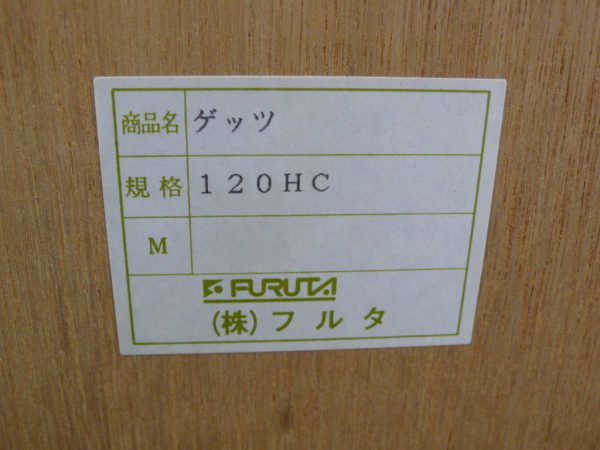 商品名 ゲッツ
規格 120HC
M
FURUTA
(株)フルタ